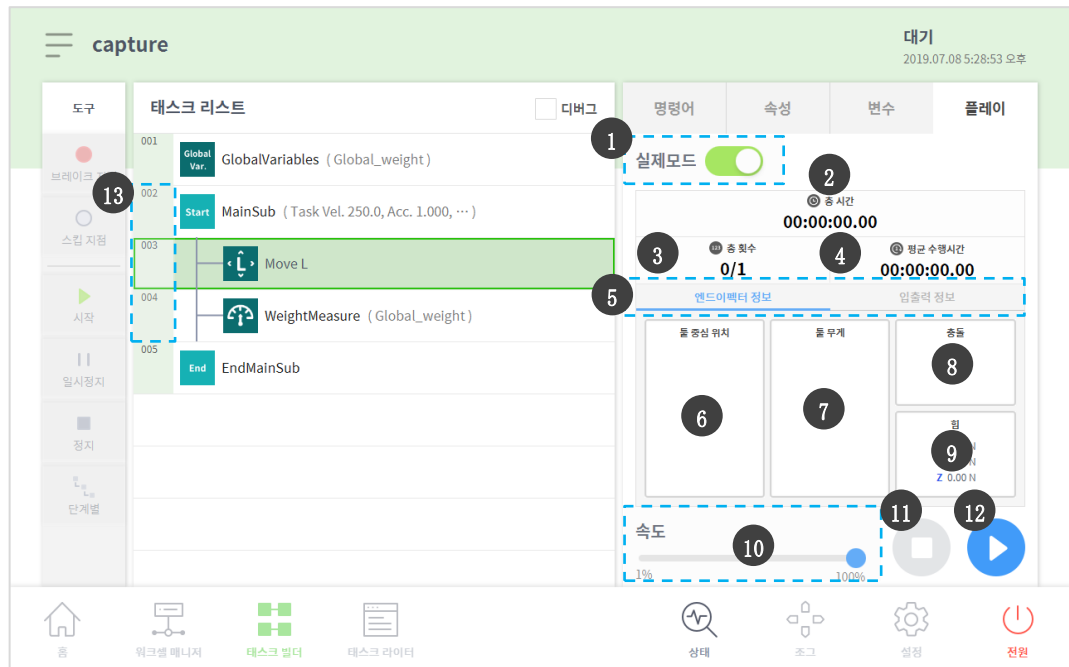 capture
대기
2019.07.08 5:28:53 오후
도구
태스크 리스트
디버그
명령어
속성
변수
플레이
브레이크
스킵 지점
시작
일시정지
정지
단계별
001
Global Var.
GlobalVariables (Global_weight)
002
Start
MainSub (Task Vel. 250.0, Acc. 1.000, ···)
003
L
Move L
004
WeightMeasure (Global_weight)
005
End
EndMainSub
13
1
실제모드
2
총 시간
00:00:00.00
3
123
총 횟수
0/1
4
평균 수행시간
00:00:00.00
5
엔드이펙터 정보
입출력 정보
툴 중심 위치
6
툴 무게
7
충돌
8
힘
9
N
N
Z 0.00 N
속도
10
1%
100%
11
12
홈
워크셀 매니저
태스크 빌더
태스크 라이터
상태
조그
설정
전원